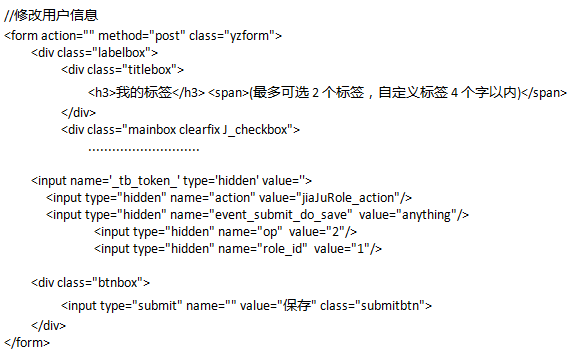 //修改用户信息
<form action="" method="post" class="yzform">
<div class="labelbox">
<div class="titlebox">
<h3>我的标签</h3> <span>(最多可选 2 个标签，自定义标签 4 个字以内)</span>
</div>
<div class="mainbox clearfix J_checkbox">
............................
<input name='_tb_token_' type='hidden' value=''>
<input type="hidden" name="action" value="jiaJuRole_action"/>
<input type="hidden" name="event_submit_do_save" value="anything"/>
<input type="hidden" name="op" value="2"/>
<input type="hidden" name="role_id" value="1"/>
<div class="btnbox">
<input type="submit" name="" value="保存" class="submitbtn">
</div>
</form>